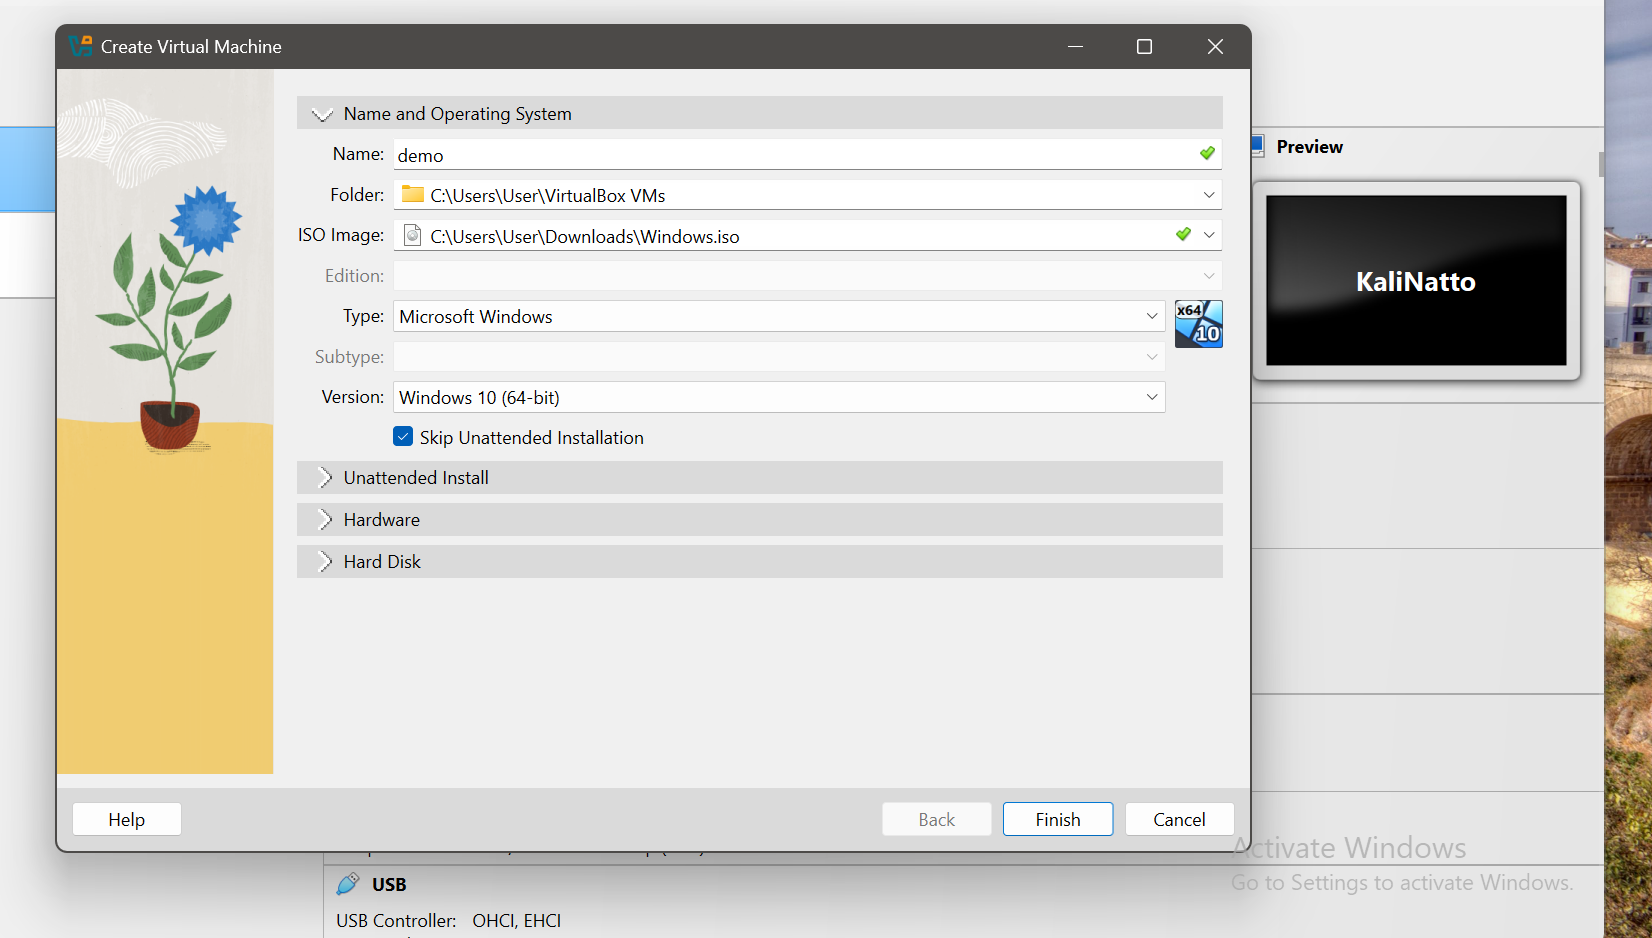 Create Virtual Machine
Name and Operating System
Name: demo
Folder: C:\Users\User\VirtualBox VMs
ISO Image: C:\Users\User\Downloads\Windows.iso
Edition:
Type: Microsoft Windows
x64
10
Subtype:
Version: Windows 10 (64-bit)
Skip Unattended Installation
Unattended Install
Hardware
Hard Disk
Help Back Finish Cancel
Preview
KaliNatto
Activate Windows
Go to Settings to activate Windows.
USB
USB Controller: OHCI, EHCI